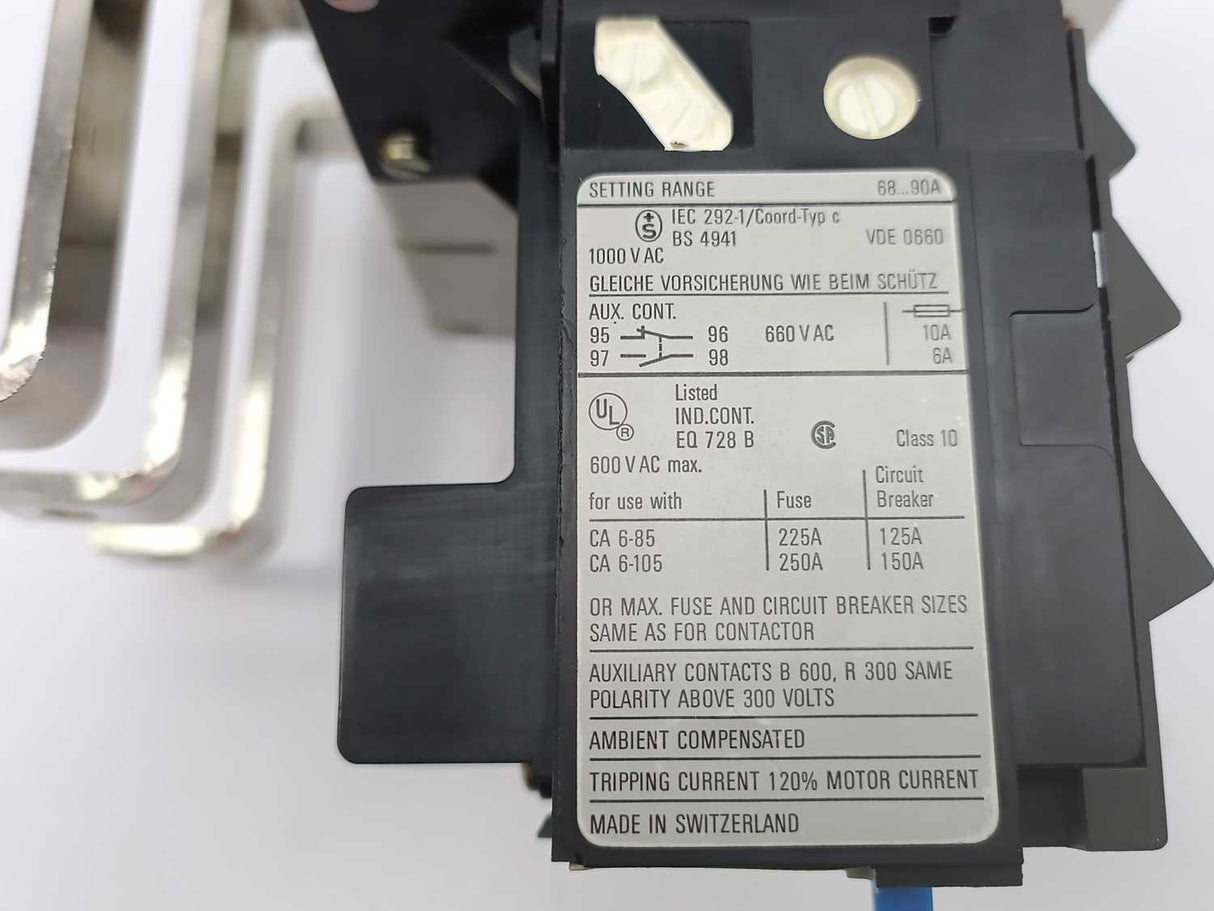 SETTING RANGE 68...90A
+S IEC 292-1/Coord-Typ c
BS 4941 VDE 0660
1000 V AC
GLEICHE VORSICHERUNG WIE BEIM SCHÜTZ
AUX. CONT.
95 96 660 V AC 10A
97 98 6A
UL R Listed
IND.CONT.
EQ 728 B SP Class 10
600 V AC max.
for use with Fuse Circuit Breaker
CA 6-85 225A 125A
CA 6-105 250A 150A
OR MAX. FUSE AND CIRCUIT BREAKER SIZES
SAME AS FOR CONTACTOR
AUXILIARY CONTACTS B 600, R 300 SAME
POLARITY ABOVE 300 VOLTS
AMBIENT COMPENSATED
TRIPPING CURRENT 120% MOTOR CURRENT
MADE IN SWITZERLAND